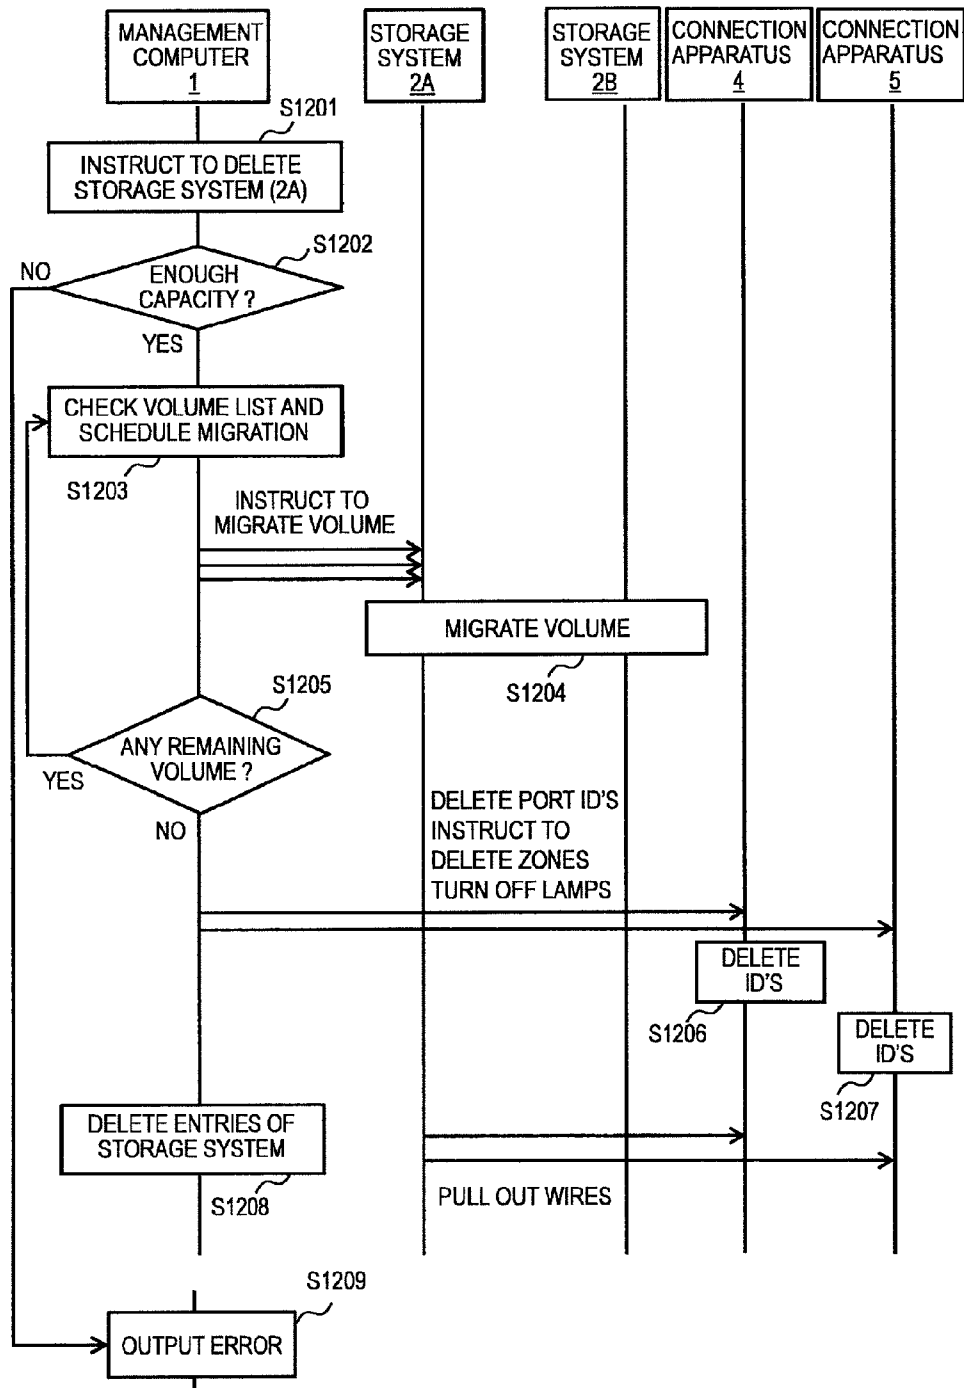 MANAGEMENT
COMPUTER
1
STORAGE
SYSTEM
2A
STORAGE
SYSTEM
2B
CONNECTION
APPARATUS
4
CONNECTION
APPARATUS
5
S1201
INSTRUCT TO DELETE
STORAGE SYSTEM (2A)
S1202
NO
ENOUGH
CAPACITY ?
YES
CHECK VOLUME LIST AND
SCHEDULE MIGRATION
S1203
INSTRUCT TO
MIGRATE VOLUME
MIGRATE VOLUME
S1204
S1205
ANY REMAINING
VOLUME ?
YES
NO
DELETE PORT ID'S
INSTRUCT TO
DELETE ZONES
TURN OFF LAMPS
DELETE
ID'S
S1206
DELETE
ID'S
S1207
DELETE ENTRIES OF
STORAGE SYSTEM
S1208
PULL OUT WIRES
S1209
OUTPUT ERROR